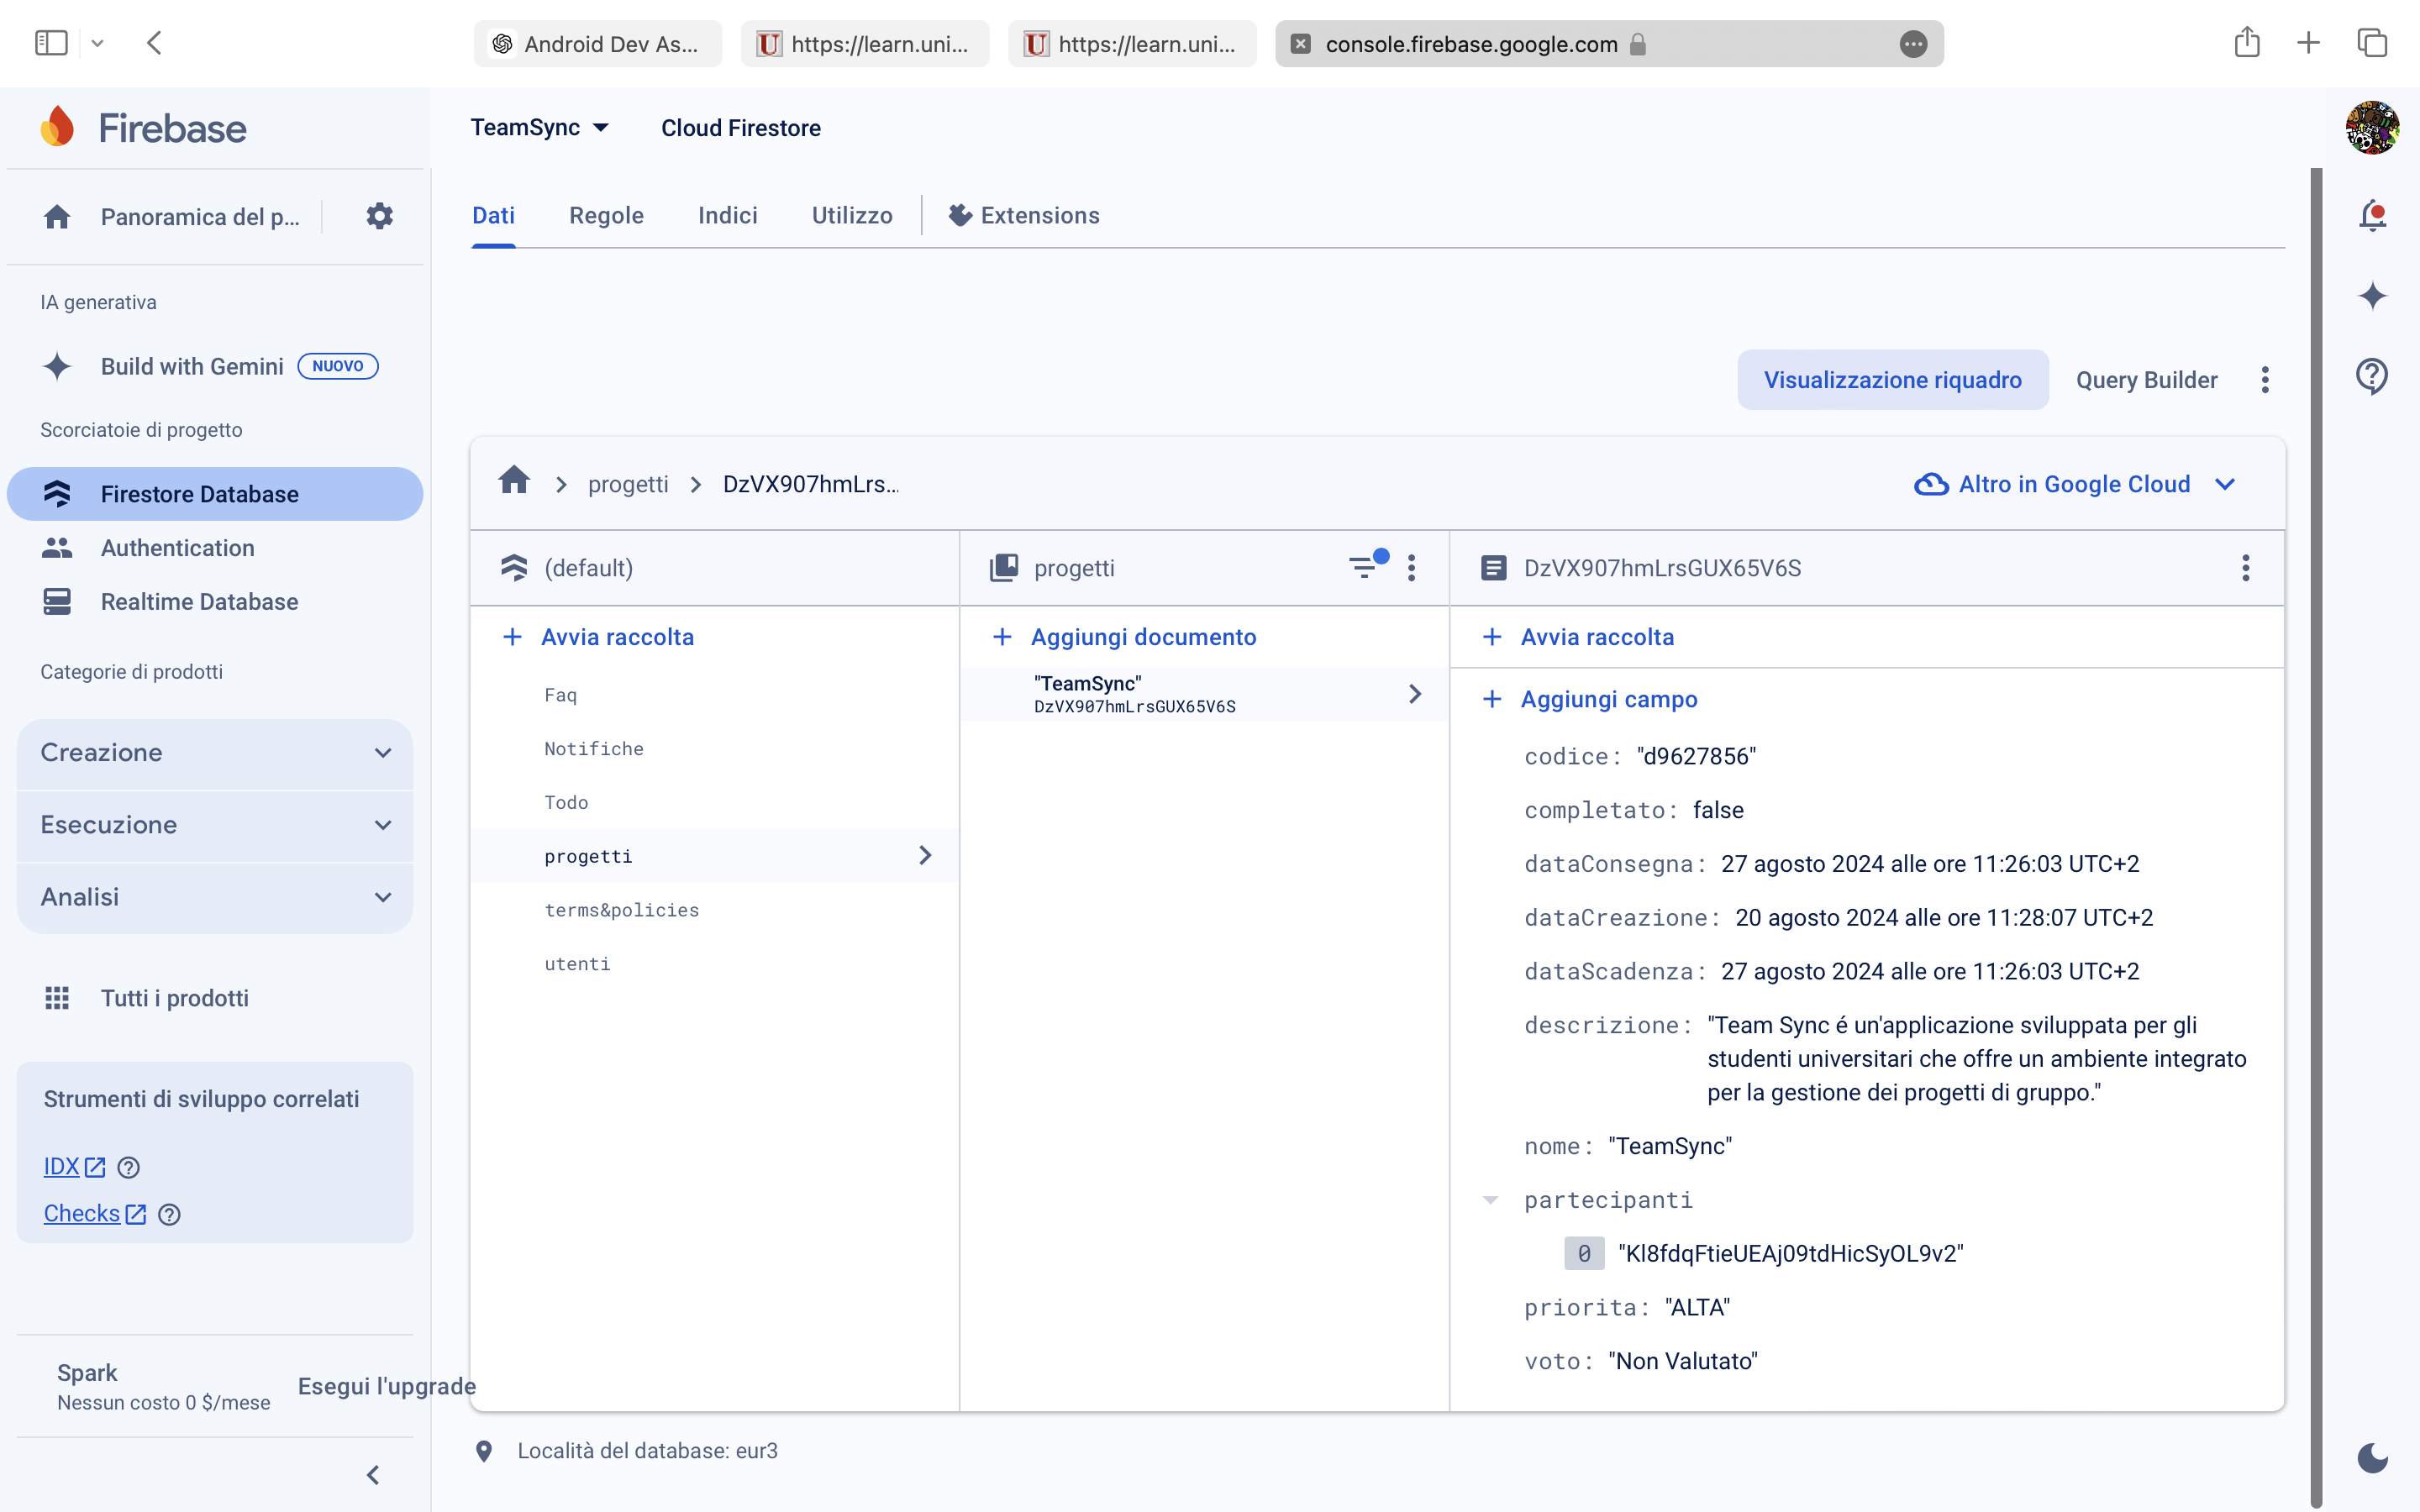 Android Dev As...
https://learn.uni...
https://learn.uni...
console.firebase.google.com
Firebase
TeamSync
Cloud Firestore
Panoramica del p...
Dati
Regole
Indici
Utilizzo
Extensions
IA generativa
Build with Gemini
NUOVO
Scorciatoie di progetto
Firestore Database
Authentication
Realtime Database
Categorie di prodotti
Creazione
Esecuzione
Analisi
Tutti i prodotti
Strumenti di sviluppo correlati
IDX
Checks
Spark
Nessun costo 0 $/mese
Esegui l'upgrade
Visualizzazione riquadro
Query Builder
progetti
DzVX907hmLrs...
Altro in Google Cloud
(default)
Avvia raccolta
Faq
Notifiche
Todo
progetti
terms&policies
utenti
progetti
Aggiungi documento
"TeamSync"
DzVX907hmLrsGUX65V6S
DzVX907hmLrsGUX65V6S
Avvia raccolta
Aggiungi campo
codice: "d9627856"
completato: false
dataConsegna: 27 agosto 2024 alle ore 11:26:03 UTC+2
dataCreazione: 20 agosto 2024 alle ore 11:28:07 UTC+2
dataScadenza: 27 agosto 2024 alle ore 11:26:03 UTC+2
descrizione: "Team Sync é un'applicazione sviluppata per gli
studenti universitari che offre un ambiente integrato
per la gestione dei progetti di gruppo."
nome: "TeamSync"
partecipanti
0 "Kl8fdqFtieUEAj09tdHicSyOL9v2"
priorita: "ALTA"
voto: "Non Valutato"
Località del database: eur3